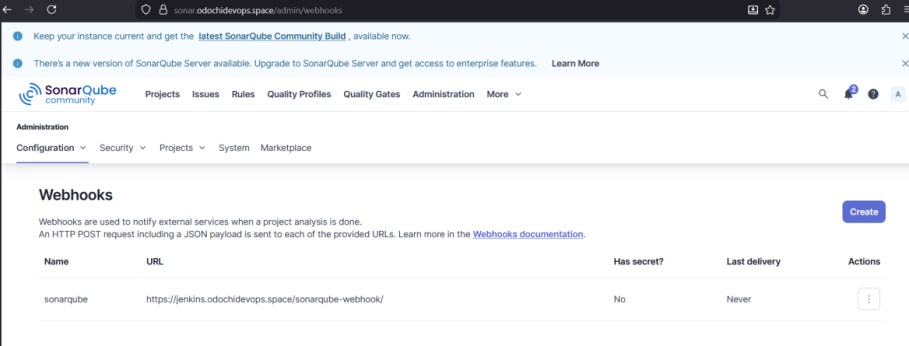 sonar.odochidevops.space/admin/webhooks
Keep your instance current and get the latest SonarQube Community Build , available now.
There's a new version of SonarQube Server available. Upgrade to SonarQube Server and get access to enterprise features. Learn More
SonarQube community Projects Issues Rules Quality Profiles Quality Gates Administration More 2 A
Administration
Configuration Security Projects System Marketplace
Webhooks
Create
Webhooks are used to notify external services when a project analysis is done.
An HTTP POST request including a JSON payload is sent to each of the provided URLs. Learn more in the Webhooks documentation.
Name URL Has secret? Last delivery Actions
sonarqube https://jenkins.odochidevops.space/sonarqube-webhook/ No Never